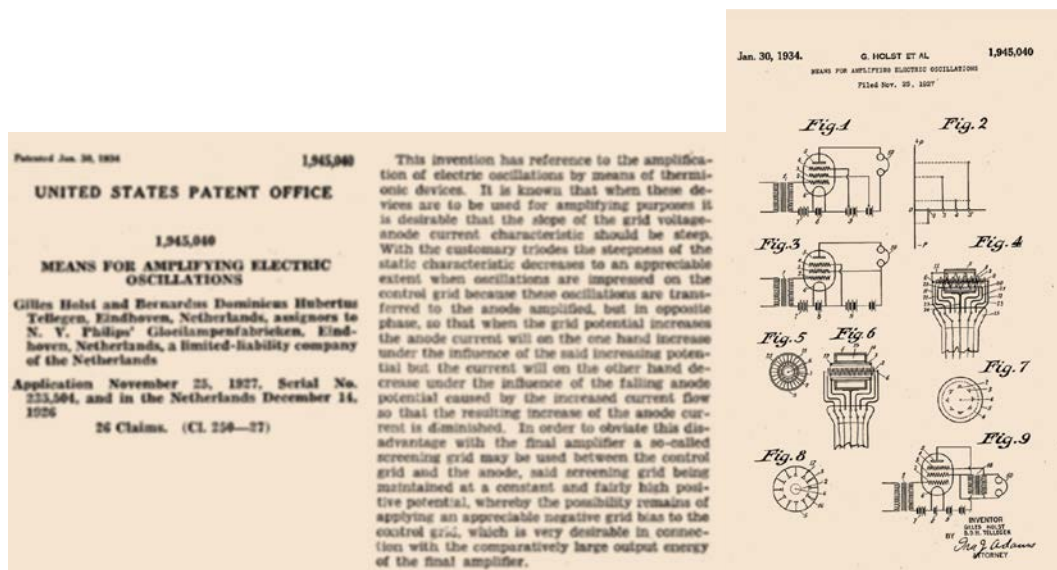 Patented Jan. 30, 1934
1,945,040
UNITED STATES PATENT OFFICE
1,945,040
MEANS FOR AMPLIFYING ELECTRIC
OSCILLATIONS
Gilles Holst and Bernardus Dominicus Hubertus
Tellegen, Eindhoven, Netherlands, assignors to
N. V. Philips' Gloeilampenfabrieken, Eind-
hoven, Netherlands, a limited-liability company
of the Netherlands
Application November 25, 1927, Serial No.
235,504, and in the Netherlands December 14,
1926
26 Claims. (Cl. 250—27)
This invention has reference to the amplifica-
tion of electric oscillations by means of thermi-
onic devices. It is known that when these de-
vices are to be used for amplifying purposes it
is desirable that the slope of the grid voltage-
anode current characteristic should be steep.
With the customary triodes the steepness of the
static characteristic decreases to an appreciable
extent when oscillations are impressed on the
control grid because these oscillations are trans-
ferred to the anode amplified, but in opposite
phase, so that when the grid potential increases
the anode current will on the one hand increase
under the influence of the said increasing poten-
tial but the current will on the other hand de-
crease under the influence of the falling anode
potential caused by the increased current flow
so that the resulting increase of the anode cur-
rent is diminished. In order to obviate this dis-
advantage with the final amplifier a so-called
screening grid may be used between the control
grid and the anode, said screening grid being
maintained at a constant and fairly high posi-
tive potential, whereby the possibility remains of
applying an appreciable negative grid bias to the
control grid, which is very desirable in connec-
tion with the comparatively large output energy
of the final amplifier.
Jan. 30, 1934.
G. HOLST ET AL
1,945,040
MEANS FOR AMPLIFYING ELECTRIC OSCILLATIONS
Filed Nov. 25, 1927
Fig.1
Fig.2
Fig.3
Fig.4
Fig.5
Fig.6
Fig.7
Fig.8
Fig.9
INVENTOR
GILLES HOLST
B.D.H. TELLEGEN
BY
ATTORNEY